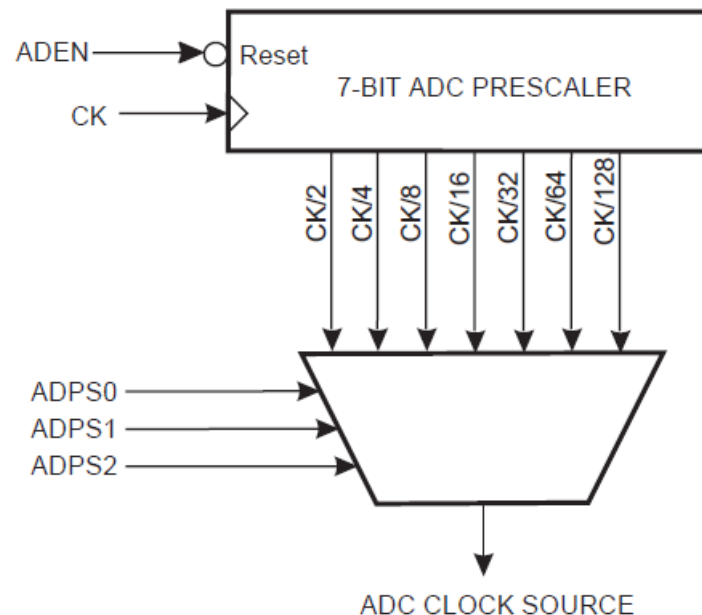 ADEN
Reset
7-BIT ADC PRESCALER
CK
CK/2
CK/4
CK/8
CK/16
CK/32
CK/64
CK/128
ADPS0
ADPS1
ADPS2
ADC CLOCK SOURCE